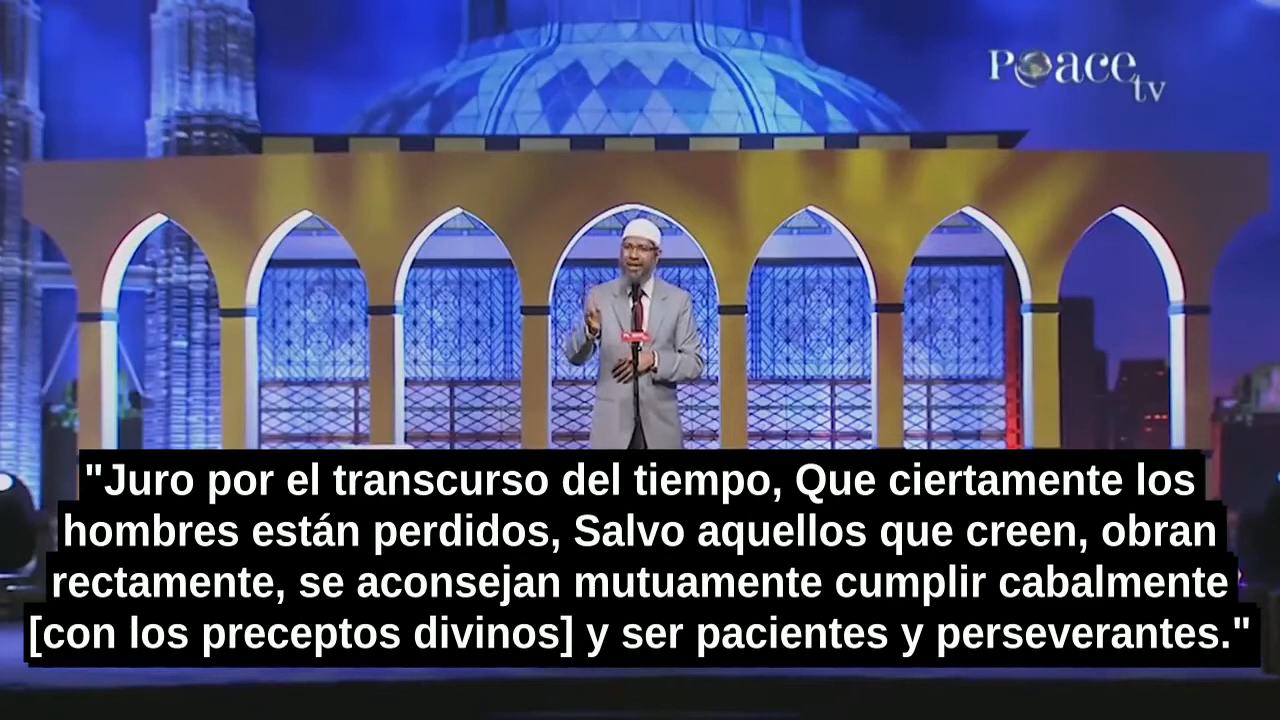 Peace
tv
"Juro por el transcurso del tiempo, Que ciertamente los
hombres están perdidos, Salvo aquellos que creen, obran
rectamente, se aconsejan mutuamente cumplir cabalmente
[con los preceptos divinos] y ser pacientes y perseverantes."